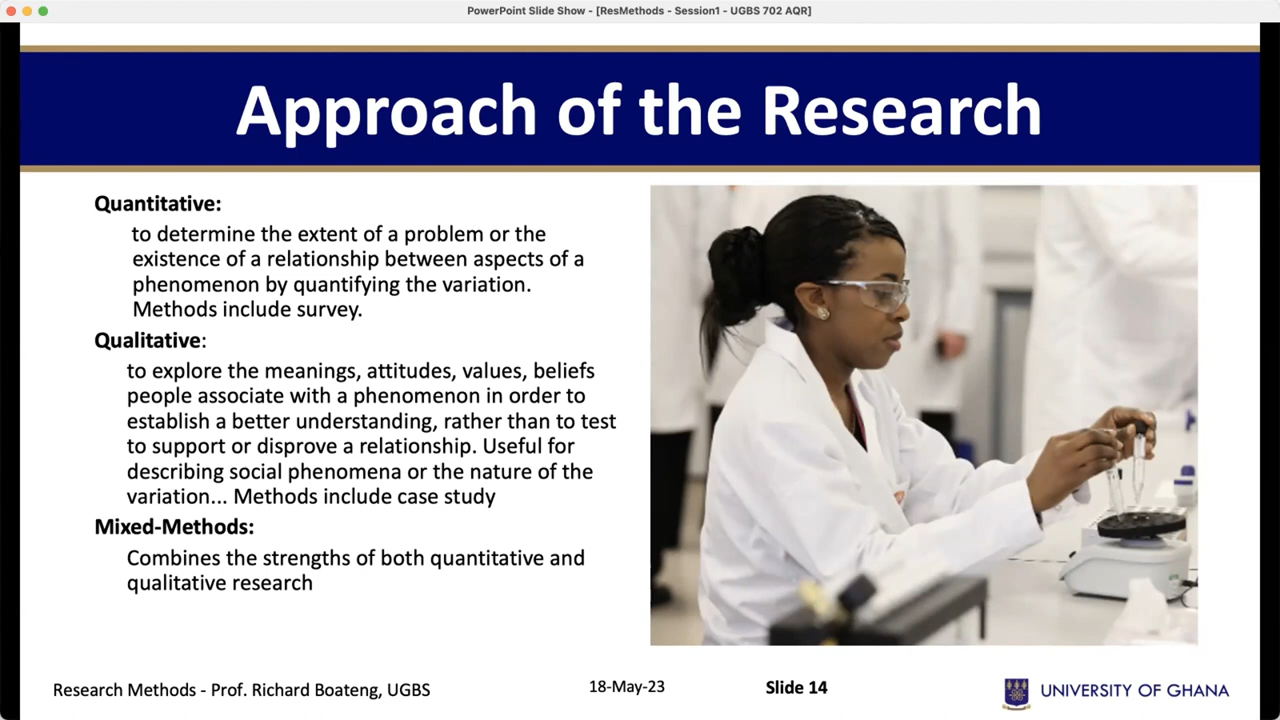 PowerPoint Slide Show - [ResMethods - Session1 - UGBS 702 AQR]
Approach of the Research
Quantitative:
to determine the extent of a problem or the
existence of a relationship between aspects of a
phenomenon by quantifying the variation.
Methods include survey.
Qualitative:
to explore the meanings, attitudes, values, beliefs
people associate with a phenomenon in order to
establish a better understanding, rather than to test
to support or disprove a relationship. Useful for
describing social phenomena or the nature of the
variation... Methods include case study
Mixed-Methods:
Combines the strengths of both quantitative and
qualitative research
Research Methods - Prof. Richard Boateng, UGBS
18-May-23
Slide 14
UNIVERSITY OF GHANA